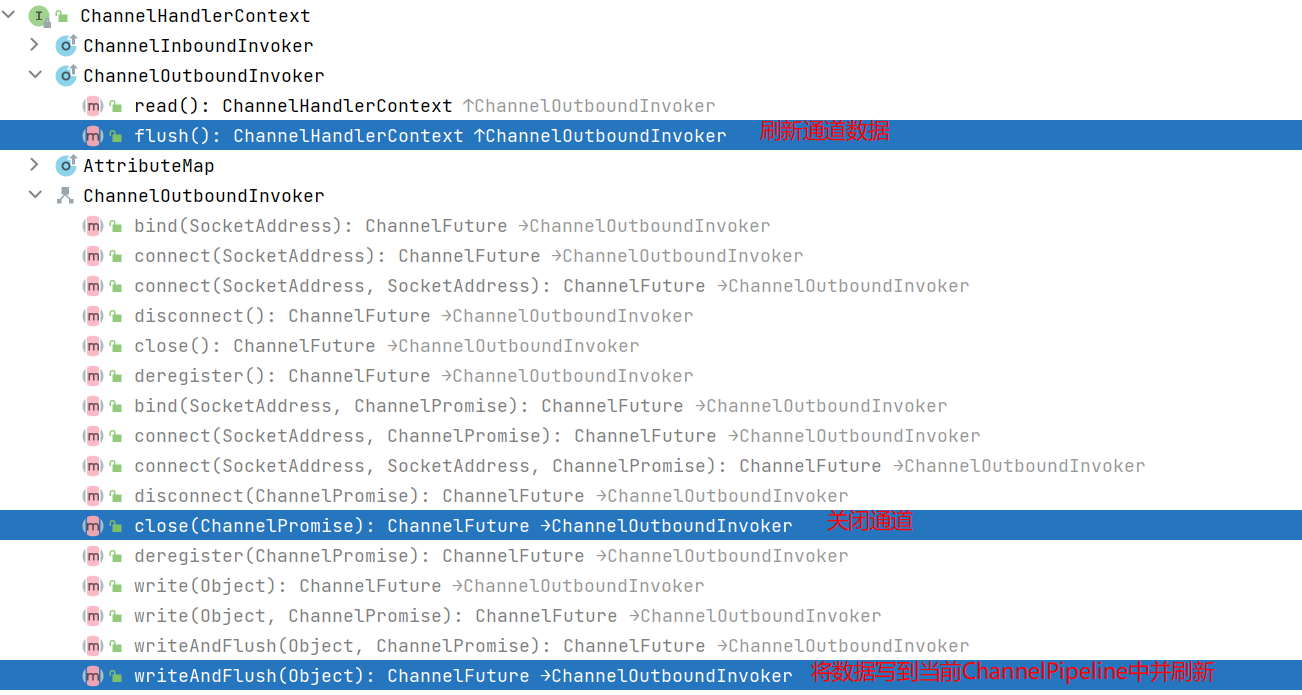 ChannelHandlerContext
ChannelInboundInvoker
ChannelOutboundInvoker
read(): ChannelHandlerContext ↑ChannelOutboundInvoker
flush(): ChannelHandlerContext ↑ChannelOutboundInvoker 刷新通道数据
AttributeMap
ChannelOutboundInvoker
bind(SocketAddress): ChannelFuture →ChannelOutboundInvoker
connect(SocketAddress): ChannelFuture →ChannelOutboundInvoker
connect(SocketAddress, SocketAddress): ChannelFuture →ChannelOutboundInvoker
disconnect(): ChannelFuture →ChannelOutboundInvoker
close(): ChannelFuture →ChannelOutboundInvoker
deregister(): ChannelFuture →ChannelOutboundInvoker
bind(SocketAddress, ChannelPromise): ChannelFuture →ChannelOutboundInvoker
connect(SocketAddress, ChannelPromise): ChannelFuture →ChannelOutboundInvoker
connect(SocketAddress, SocketAddress, ChannelPromise): ChannelFuture →ChannelOutboundInvoker
disconnect(ChannelPromise): ChannelFuture →ChannelOutboundInvoker
close(ChannelPromise): ChannelFuture →ChannelOutboundInvoker 关闭通道
deregister(ChannelPromise): ChannelFuture →ChannelOutboundInvoker
write(Object): ChannelFuture →ChannelOutboundInvoker
write(Object, ChannelPromise): ChannelFuture →ChannelOutboundInvoker
writeAndFlush(Object, ChannelPromise): ChannelFuture →ChannelOutboundInvoker
writeAndFlush(Object): ChannelFuture →ChannelOutboundInvoker 将数据写到当前ChannelPipeline中并刷新